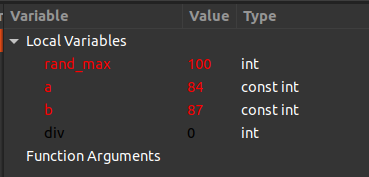 Variable Value Type
Local Variables
rand_max 100 int
a 84 const int
b 87 const int
div 0 int
Function Arguments